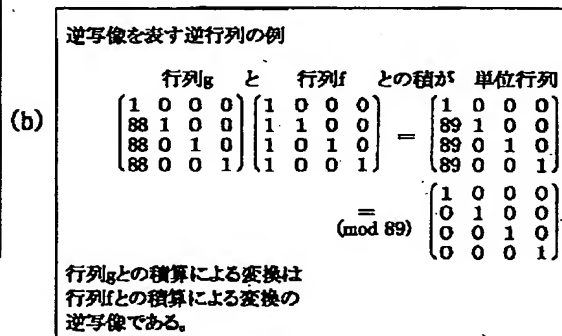 (b)
逆写像を表す逆行列の例
行列g と 行列f との積が 単位行列
(1 0 0 0) (1 0 0 0) (1 0 0 0)
(88 1 0 0) (1 1 0 0) = (89 1 0 0)
(88 0 1 0) (1 0 1 0) (89 0 1 0)
(88 0 0 1) (1 0 0 1) (89 0 0 1)
= (mod 89) (1 0 0 0)
(0 1 0 0)
(0 0 1 0)
(0 0 0 1)
行列gとの積算による変換は
行列fとの積算による変換の
逆写像である。